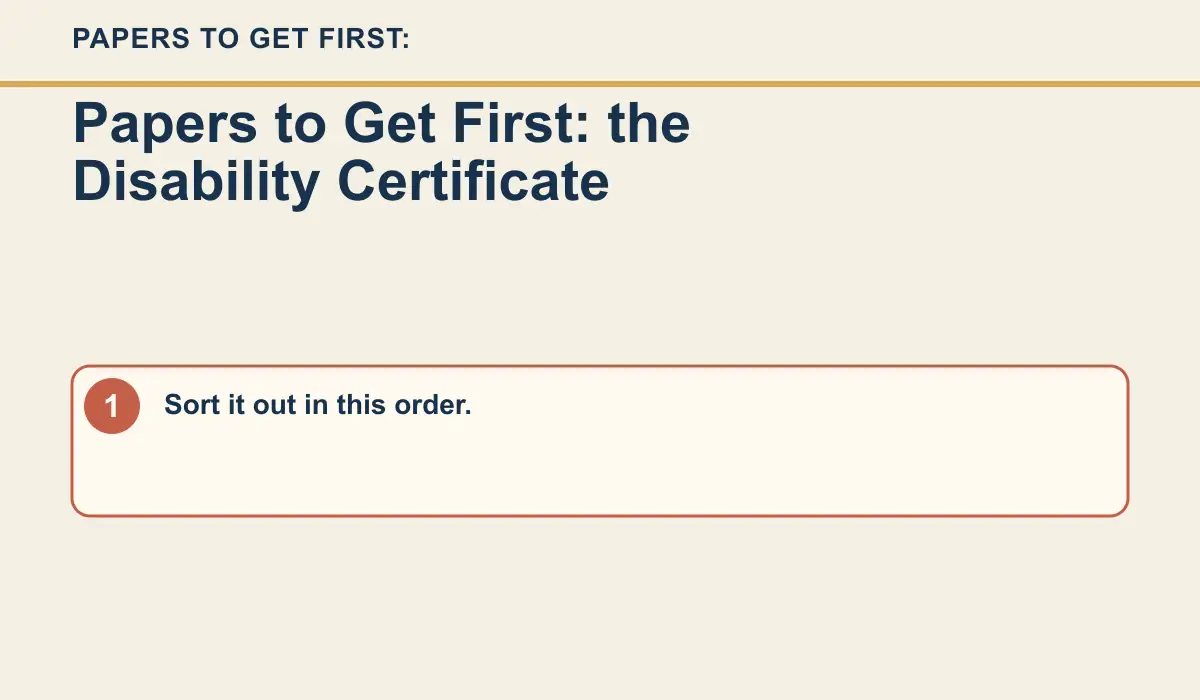 PAPERS TO GET FIRST:
Papers to Get First: the
Disability Certificate
1 Sort it out in this order.